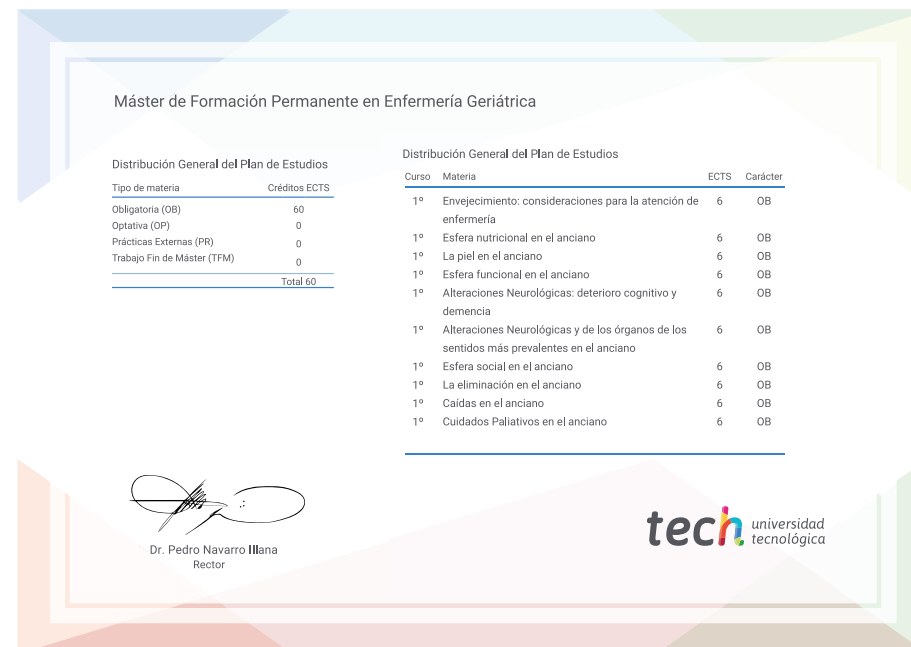 Máster de Formación Permanente en Enfermería Geriátrica
Distribución General del Plan de Estudios
Tipo de materia Créditos ECTS
Obligatoria (OB) 60
Optativa (OP) 0
Prácticas Externas (PR) 0
Trabajo Fin de Máster (TFM) 0
Total 60
Distribución General del Plan de Estudios
Curso Materia ECTS Carácter
1º Envejecimiento: consideraciones para la atención de 6 OB
enfermería
1º Esfera nutricional en el anciano 6 OB
1º La piel en el anciano 6 OB
1º Esfera funcional en el anciano 6 OB
1º Alteraciones Neurológicas: deterioro cognitivo y 6 OB
demencia
1º Alteraciones Neurológicas y de los órganos de los 6 OB
sentidos más prevalentes en el anciano
1º Esfera social en el anciano 6 OB
1º La eliminación en el anciano 6 OB
1º Caídas en el anciano 6 OB
1º Cuidados Paliativos en el anciano 6 OB
Dr. Pedro Navarro Illana
Rector
tech universidad
tecnológica